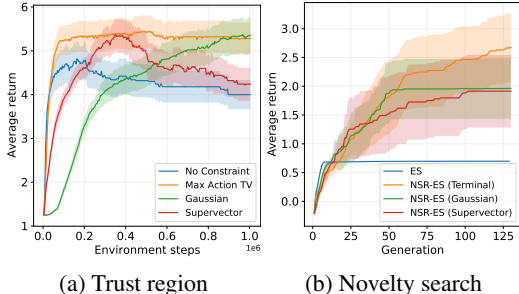 6
5
4
3
2
1
Average return
No Constraint
Max Action TV
Gaussian
Supervector
0.0
0.2
0.4
0.6
0.8
1.0
1e6
Environment steps
(a) Trust region
3.0
2.5
2.0
1.5
1.0
0.5
0.0
Average return
ES
NSR-ES (Terminal)
NSR-ES (Gaussian)
NSR-ES (Supervector)
0
25
50
75
100
125
Generation
(b) Novelty search